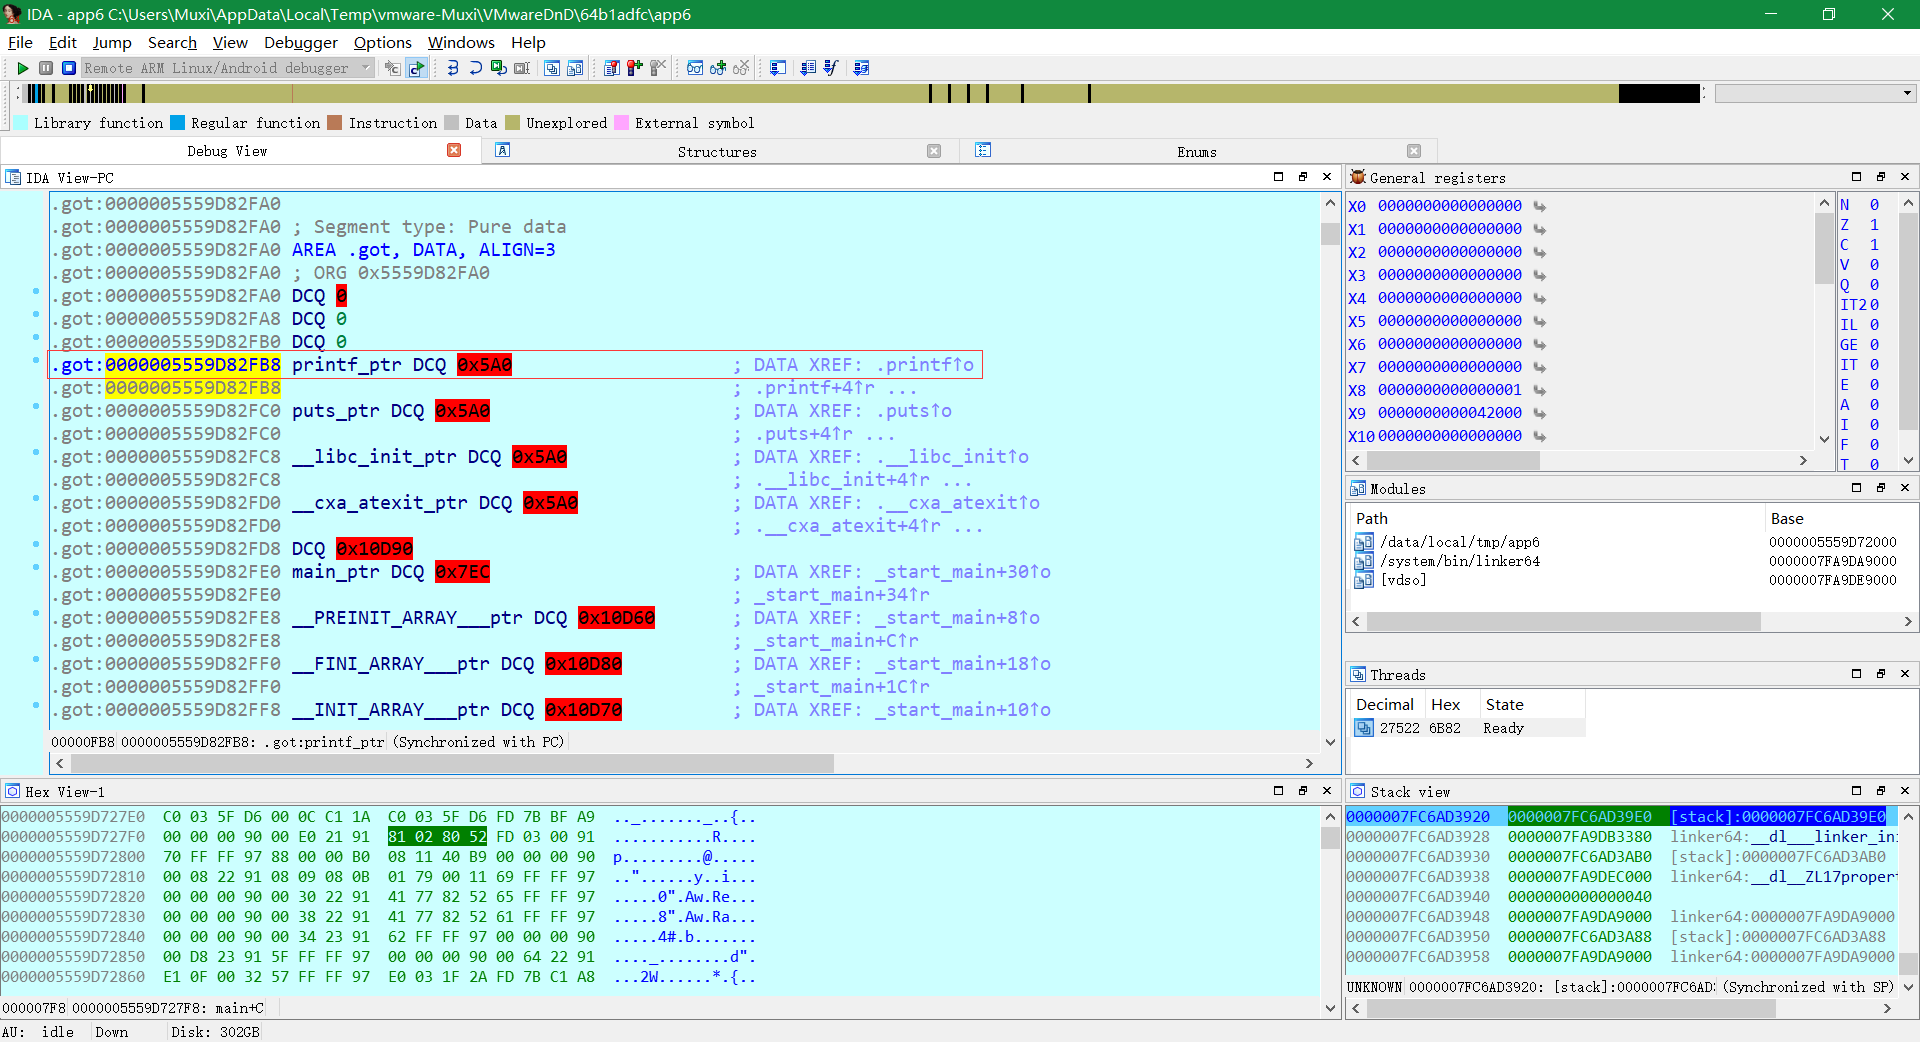 IDA - app6 C:\Users\Muxi\AppData\Local\Temp\vmware-Muxi\VMwareDnD\64b1adfc\app6
File Edit Jump Search View Debugger Options Windows Help
Remote ARM Linux/Android debugger
Library function Regular function Instruction Data Unexplored External symbol
Debug View Structures Enums
IDA View-PC
.got:0000005559D82FA0
.got:0000005559D82FA0 ; Segment type: Pure data
.got:0000005559D82FA0 AREA .got, DATA, ALIGN=3
.got:0000005559D82FA0 ; ORG 0x5559D82FA0
.got:0000005559D82FA0 DCQ 0
.got:0000005559D82FA8 DCQ 0
.got:0000005559D82FB0 DCQ 0
.got:0000005559D82FB8 printf_ptr DCQ 0x5A0 ; DATA XREF: .printf↑o
.got:0000005559D82FB8 ; .printf+4↑r ...
.got:0000005559D82FC0 puts_ptr DCQ 0x5A0 ; DATA XREF: .puts↑o
.got:0000005559D82FC0 ; .puts+4↑r ...
.got:0000005559D82FC8 __libc_init_ptr DCQ 0x5A0 ; DATA XREF: .__libc_init↑o
.got:0000005559D82FC8 ; .__libc_init+4↑r ...
.got:0000005559D82FD0 __cxa_atexit_ptr DCQ 0x5A0 ; DATA XREF: .__cxa_atexit↑o
.got:0000005559D82FD0 ; .__cxa_atexit+4↑r ...
.got:0000005559D82FD8 DCQ 0x10D90
.got:0000005559D82FE0 main_ptr DCQ 0x7EC ; DATA XREF: _start_main+30↑o
.got:0000005559D82FE0 ; _start_main+34↑r
.got:0000005559D82FE8 __PREINIT_ARRAY___ptr DCQ 0x10D60 ; DATA XREF: _start_main+8↑o
.got:0000005559D82FE8 ; _start_main+C↑r
.got:0000005559D82FF0 __FINI_ARRAY___ptr DCQ 0x10D80 ; DATA XREF: _start_main+18↑o
.got:0000005559D82FF0 ; _start_main+1C↑r
.got:0000005559D82FF8 __INIT_ARRAY___ptr DCQ 0x10D70 ; DATA XREF: _start_main+10↑o
00000FB8 0000005559D82FB8: .got:printf_ptr (Synchronized with PC)
General registers
X0 0000000000000000
X1 0000000000000000
X2 0000000000000000
X3 0000000000000000
X4 0000000000000000
X5 0000000000000000
X6 0000000000000000
X7 0000000000000000
X8 0000000000000001
X9 0000000000042000
X10 0000000000000000
N 0
Z 1
C 1
V 0
Q 0
IT2 0
IL 0
GE 0
IT 0
E 0
A 0
I 0
F 0
T 0
Modules
Path Base
/data/local/tmp/app6 0000005559D72000
/system/bin/linker64 0000007FA9DA9000
[vdso] 0000007FA9DE9000
Threads
Decimal Hex State
27522 6B82 Ready
Hex View-1
0000005559D727E0 C0 03 5F D6 00 0C C1 1A C0 03 5F D6 FD 7B BF A9 .._......._..{..
0000005559D727F0 00 00 00 90 00 E0 21 91 81 02 80 52 FD 03 00 91 ...........R....
0000005559D72800 70 FF FF 97 88 00 00 B0 08 11 40 B9 00 00 00 90 p.........@.....
0000005559D72810 00 08 22 91 08 09 08 0B 01 79 00 11 69 FF FF 97 .."......y..i...
0000005559D72820 00 00 00 90 00 30 22 91 41 77 82 52 65 FF FF 97 .....0".Aw.Re...
0000005559D72830 00 00 00 90 00 38 22 91 41 77 82 52 61 FF FF 97 .....8".Aw.Ra...
0000005559D72840 00 00 00 90 00 34 23 91 62 FF FF 97 00 00 00 90 .....4#.b.......
0000005559D72850 00 D8 23 91 5F FF FF 97 00 00 00 90 00 64 22 91 ..#._........d".
0000005559D72860 E1 0F 00 32 57 FF FF 97 E0 03 1F 2A FD 7B C1 A8 ...2W......*.{..
000007F8 0000005559D727F8: main+C
Stack view
0000007FC6AD3920 0000007FC6AD39E0 [stack]:0000007FC6AD39E0
0000007FC6AD3928 0000007FA9DB3380 linker64:__dl___linker_ini
0000007FC6AD3930 0000007FC6AD3AB0 [stack]:0000007FC6AD3AB0
0000007FC6AD3938 0000007FA9DEC000 linker64:__dl__ZL17propert
0000007FC6AD3940 0000000000000040
0000007FC6AD3948 0000007FA9DA9000 linker64:0000007FA9DA9000
0000007FC6AD3950 0000007FC6AD3A88 [stack]:0000007FC6AD3A88
0000007FC6AD3958 0000007FA9DA9000 linker64:0000007FA9DA9000
UNKNOWN 0000007FC6AD3920: [stack]:0000007FC6AD: (Synchronized with SP)
AU: idle Down Disk: 302GB